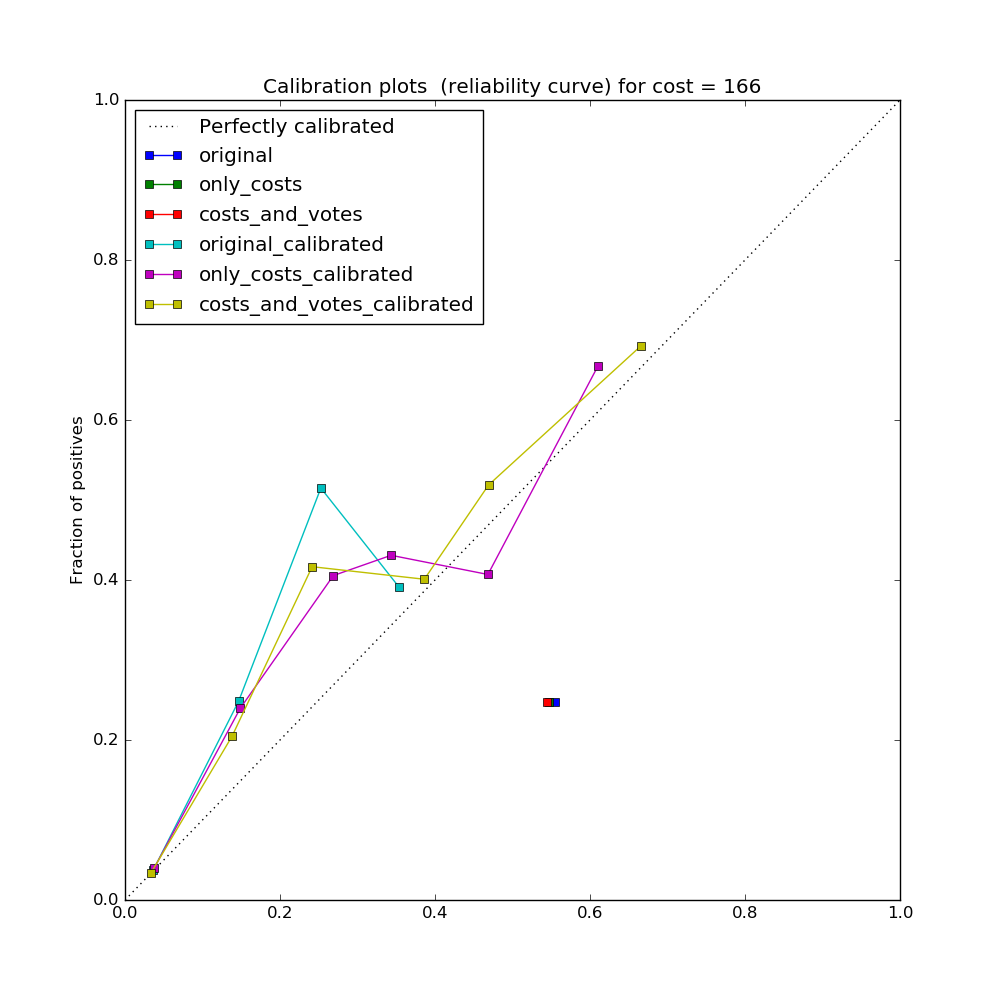 Calibration plots  (reliability curve) for cost = 166
1.0
Perfectly calibrated
original
only_costs
costs_and_votes
original_calibrated
only_costs_calibrated
costs_and_votes_calibrated
0.8
0.6
Fraction of positives
0.4
0.2
0.0
0.0 0.2 0.4 0.6 0.8 1.0